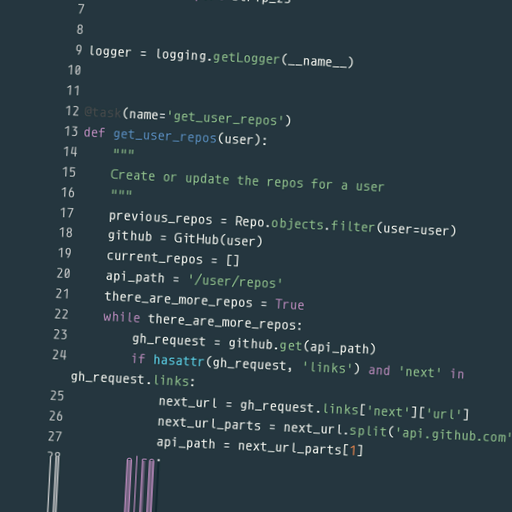 7
8
9 logger = logging.getLogger(__name__)
10
11
12 @task(name='get_user_repos')
13 def get_user_repos(user):
14 """
15 Create or update the repos for a user
16 """
17 previous_repos = Repo.objects.filter(user=user)
18 github = GitHub(user)
19 current_repos = []
20 api_path = '/user/repos'
21 there_are_more_repos = True
22 while there_are_more_repos:
23 gh_request = github.get(api_path)
24 if hasattr(gh_request, 'links') and 'next' in
gh_request.links:
25 next_url = gh_request.links['next']['url']
26 next_url_parts = next_url.split('api.github.com'
27 api_path = next_url_parts[1]